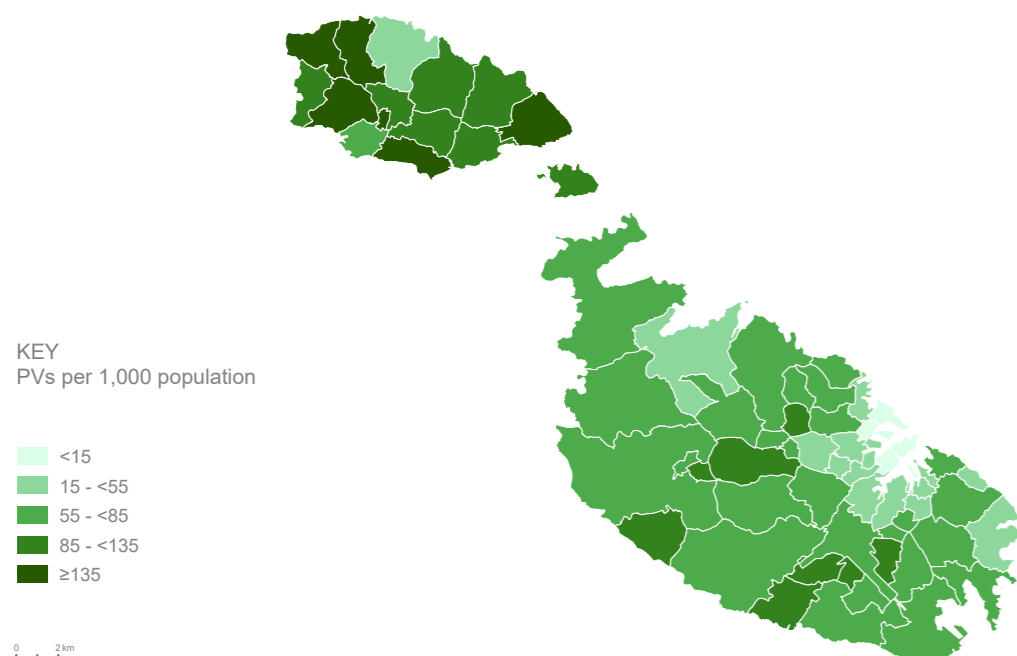 KEY
PVs per 1,000 population
<15
15 - <55
55 - <85
85 - <135
≥135
0 2 km